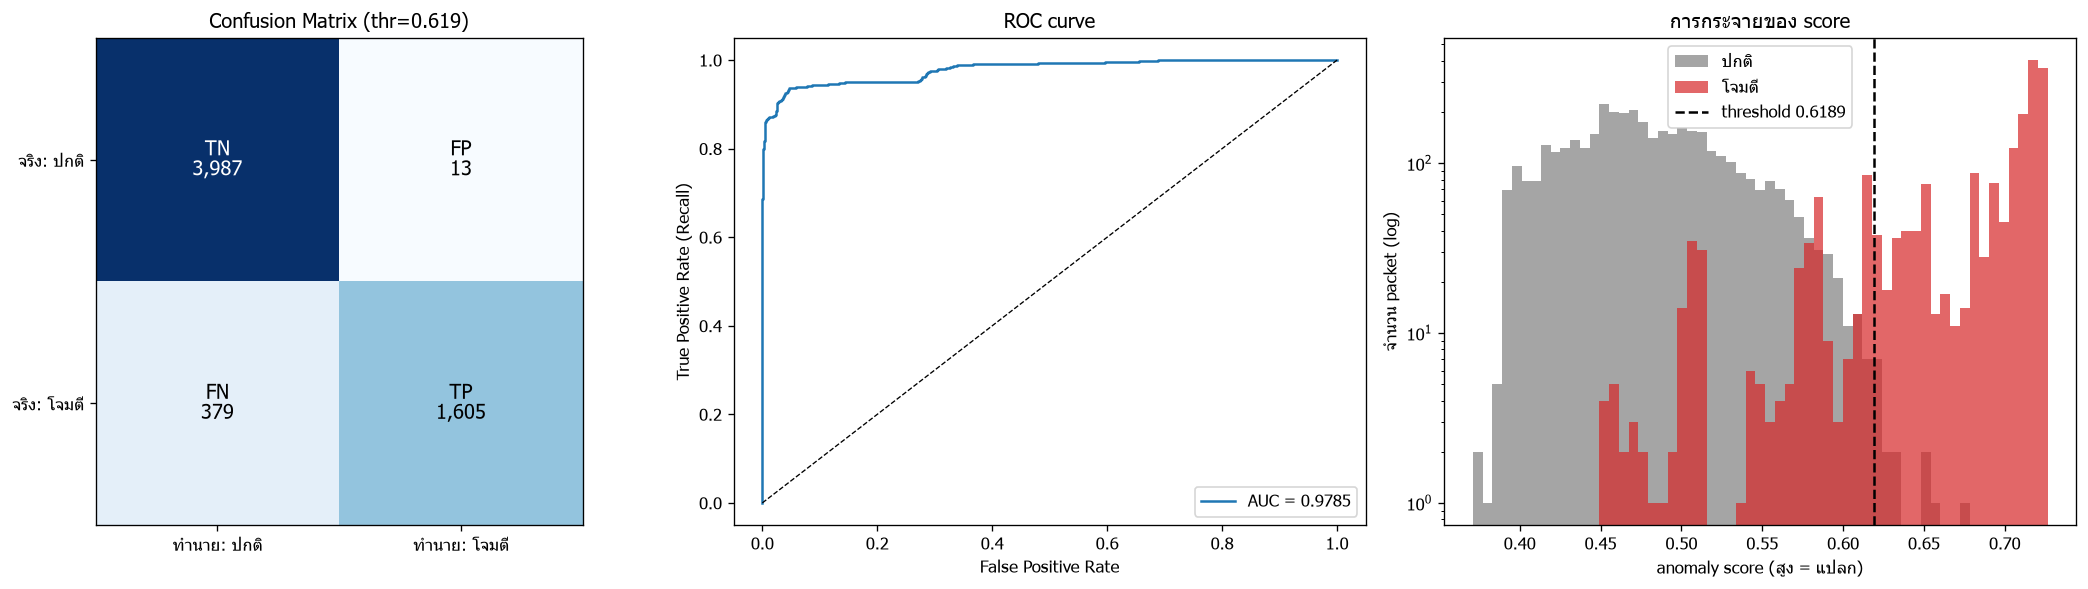 Confusion Matrix (thr=0.619)
TN
3,987
FP
13
FN
379
TP
1,605
จริง: ปกติ
จริง: โจมตี
ทำนาย: ปกติ
ทำนาย: โจมตี
ROC curve
True Positive Rate (Recall)
1.0
0.8
0.6
0.4
0.2
0.0
0.0
0.2
0.4
0.6
0.8
1.0
False Positive Rate
AUC = 0.9785
การกระจายของ score
ปกติ
โจมตี
threshold 0.6189
จำนวน packet (log)
10²
10¹
10⁰
0.40
0.45
0.50
0.55
0.60
0.65
0.70
anomaly score (สูง = แปลก)